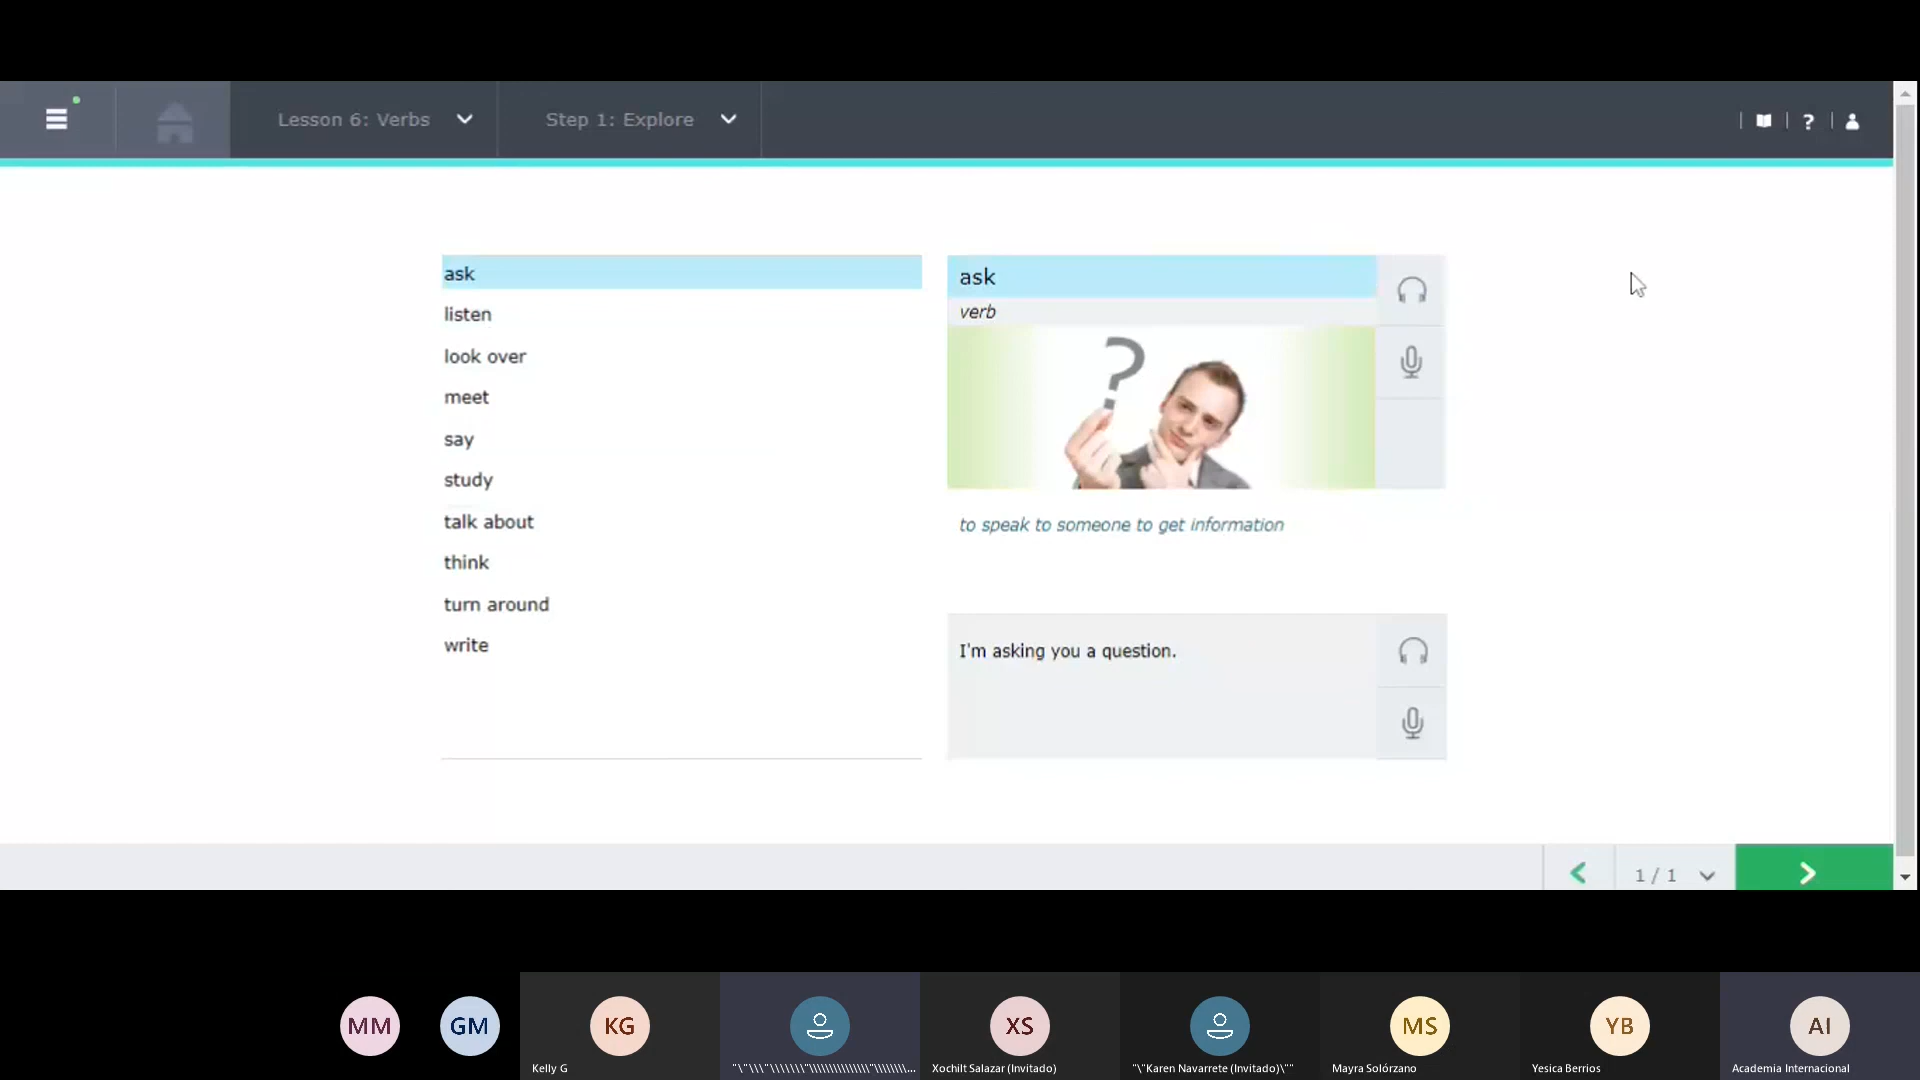 Lesson 6: Verbs
Step 1: Explore
?
ask
listen
look over
meet
say
study
talk about
think
turn around
write
ask
verb
?
to speak to someone to get information
I'm asking you a question.
1 / 1
MM
GM
KG
XS
MS
YB
AI
Kelly G
"\"\\\"\\\\\\\"\\\\\\\\\\\\\\\"\\\\\\\\...
Xochilt Salazar (Invitado)
"\"Karen Navarrete (Invitado)\""
Mayra Solórzano
Yesica Berrios
Academia Internacional